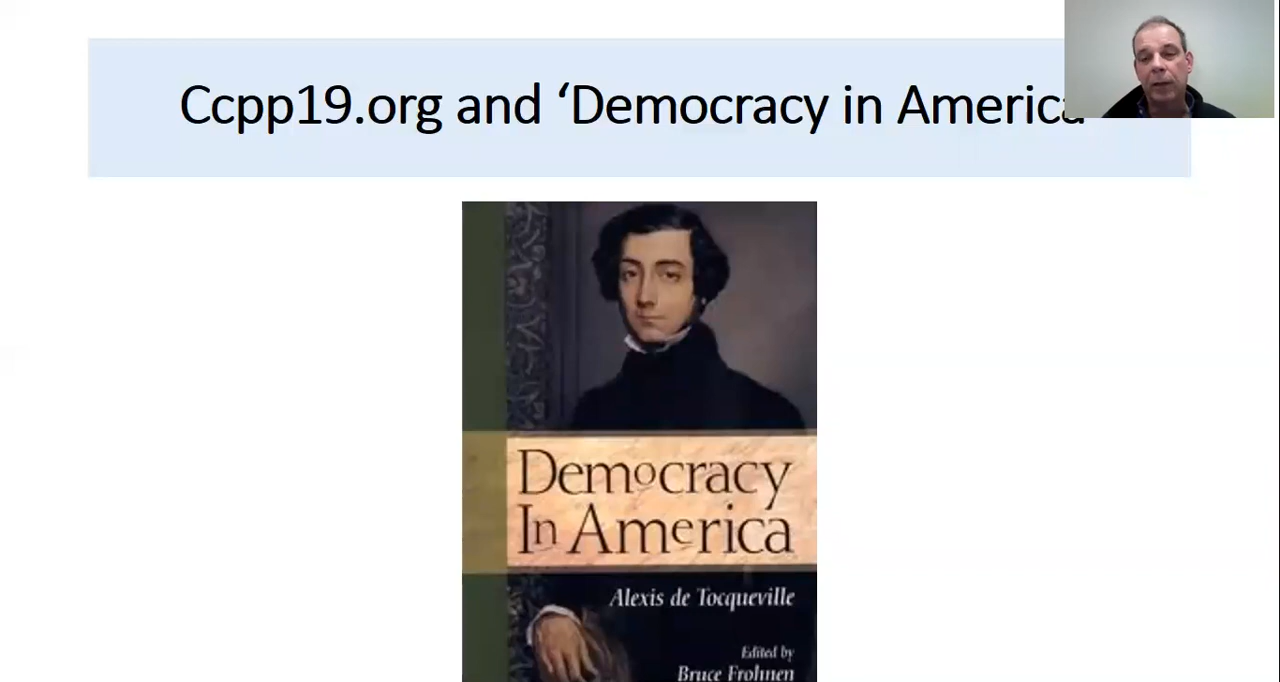 Ccpp19.org and ‘Democracy in America
Democracy
In America
Alexis de Tocqueville
Edited by
Bruce Frohnen